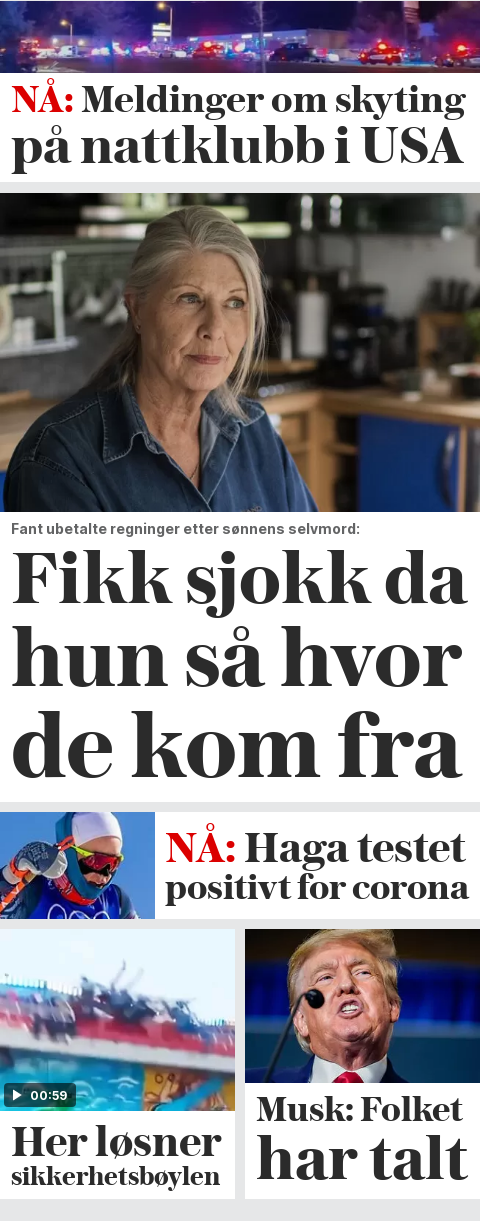 NÅ: Meldinger om skyting
på nattklubb i USA
Fant ubetalte regninger etter sønnens selvmord:
Fikk sjokk da
hun så hvor
de kom fra
NÅ: Haga testet
positivt for corona
00:59
Her løsner
sikkerhetsbøylen
Musk: Folket
har talt